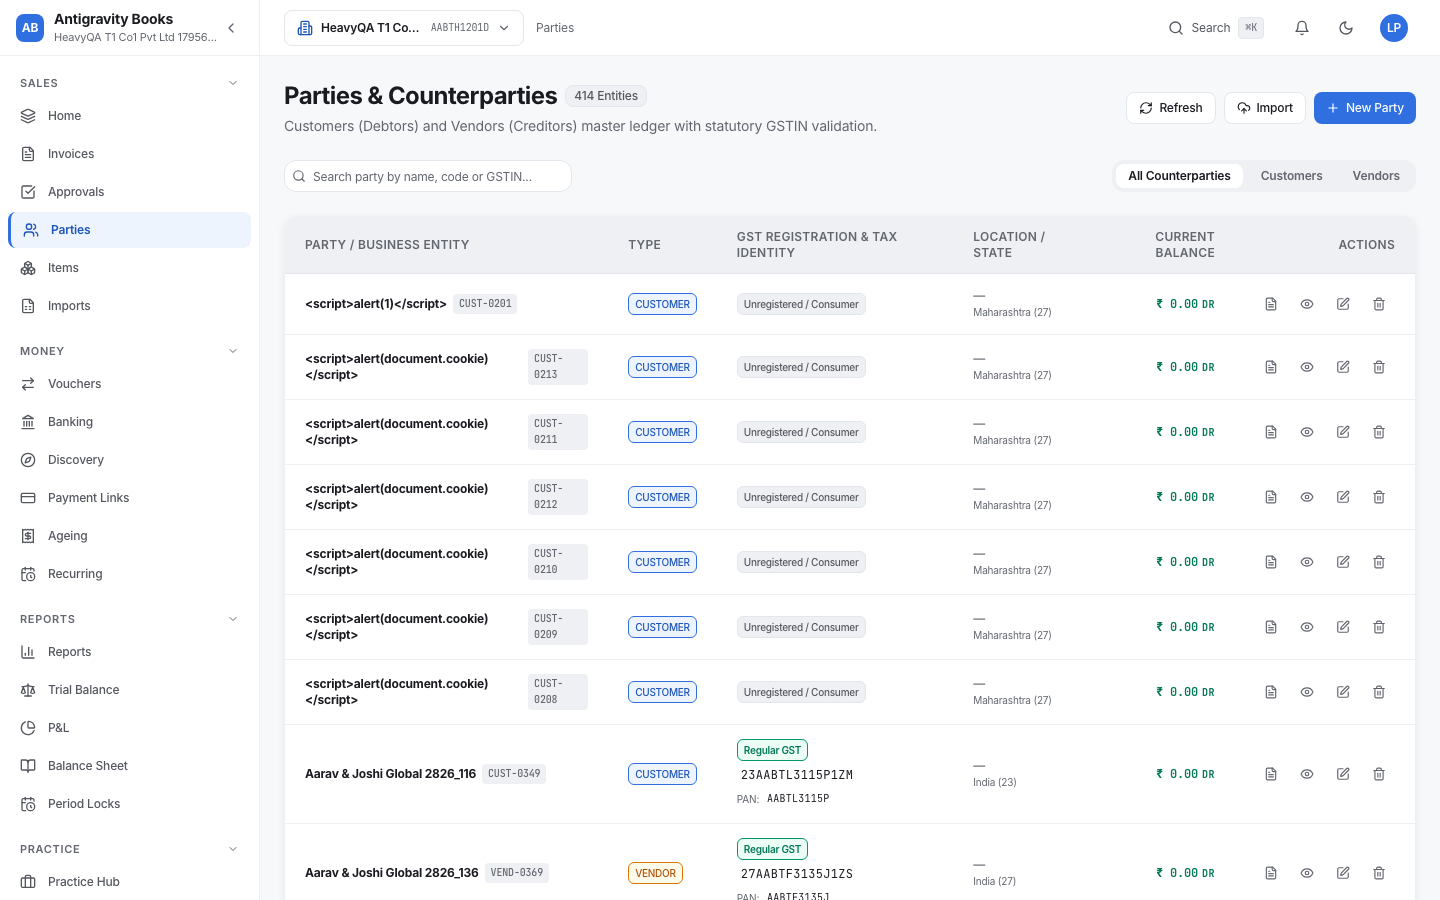 AB
Antigravity Books
HeavyQA T1 Co1 Pvt Ltd 17956...
HeavyQA T1 Co... AABTH1201D
Parties
Search ⌘K
LP
SALES
Home
Invoices
Approvals
Parties
Items
Imports
MONEY
Vouchers
Banking
Discovery
Payment Links
Ageing
Recurring
REPORTS
Reports
Trial Balance
P&L
Balance Sheet
Period Locks
PRACTICE
Practice Hub
Parties & Counterparties 414 Entities
Customers (Debtors) and Vendors (Creditors) master ledger with statutory GSTIN validation.
Refresh
Import
New Party
Search party by name, code or GSTIN...
All Counterparties Customers Vendors
PARTY / BUSINESS ENTITY
TYPE
GST REGISTRATION & TAX
IDENTITY
LOCATION /
STATE
CURRENT
BALANCE
ACTIONS
<script>alert(1)</script> CUST-0201
CUSTOMER
Unregistered / Consumer
—
Maharashtra (27)
₹ 0.00 DR
<script>alert(document.cookie)
</script>
CUST-
0213
CUSTOMER
Unregistered / Consumer
—
Maharashtra (27)
₹ 0.00 DR
<script>alert(document.cookie)
</script>
CUST-
0211
CUSTOMER
Unregistered / Consumer
—
Maharashtra (27)
₹ 0.00 DR
<script>alert(document.cookie)
</script>
CUST-
0212
CUSTOMER
Unregistered / Consumer
—
Maharashtra (27)
₹ 0.00 DR
<script>alert(document.cookie)
</script>
CUST-
0210
CUSTOMER
Unregistered / Consumer
—
Maharashtra (27)
₹ 0.00 DR
<script>alert(document.cookie)
</script>
CUST-
0209
CUSTOMER
Unregistered / Consumer
—
Maharashtra (27)
₹ 0.00 DR
<script>alert(document.cookie)
</script>
CUST-
0208
CUSTOMER
Unregistered / Consumer
—
Maharashtra (27)
₹ 0.00 DR
Aarav & Joshi Global 2826_116 CUST-0349
CUSTOMER
Regular GST
23AABTL3115P1ZM
PAN: AABTL3115P
—
India (23)
₹ 0.00 DR
Aarav & Joshi Global 2826_136 VEND-0369
VENDOR
Regular GST
27AABTF3135J1ZS
PAN: AABTF3135J
—
India (27)
₹ 0.00 DR